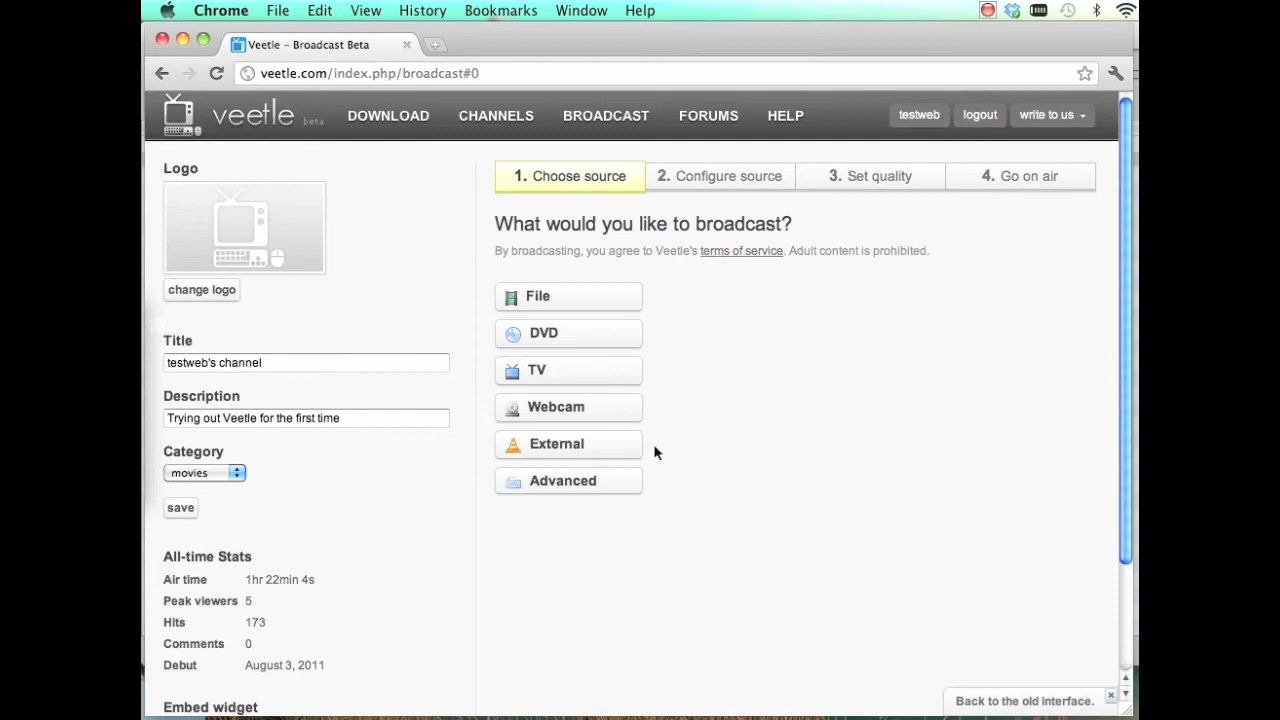 Chrome File Edit View History Bookmarks Window Help
Veetle – Broadcast Beta
veetle.com/index.php/broadcast#0
veetle beta DOWNLOAD CHANNELS BROADCAST FORUMS HELP testweb logout write to us
Logo
change logo
Title
testweb's channel
Description
Trying out Veetle for the first time
Category
movies
save
All-time Stats
Air time 1hr 22min 4s
Peak viewers 5
Hits 173
Comments 0
Debut August 3, 2011
Embed widget
1. Choose source 2. Configure source 3. Set quality 4. Go on air
What would you like to broadcast?
By broadcasting, you agree to Veetle's terms of service. Adult content is prohibited.
File
DVD
TV
Webcam
External
Advanced
Back to the old interface.